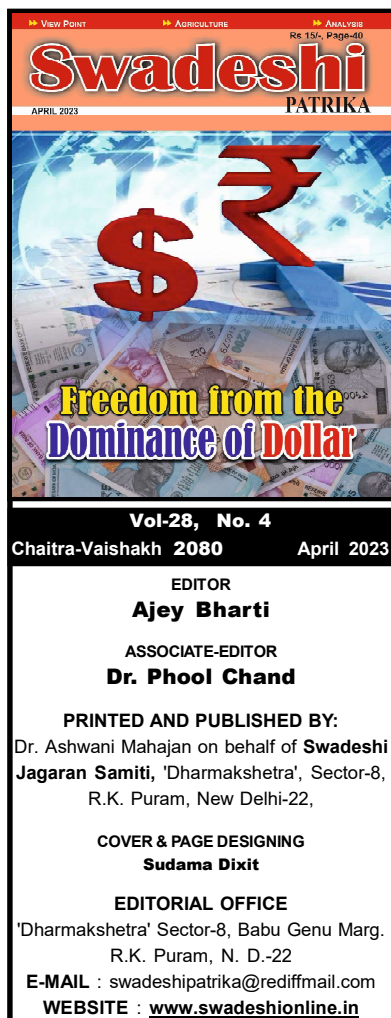 VIEW POINT AGRICULTURE ANALYSIS
Rs 15/-, Page-40
Swadeshi
PATRIKA
APRIL 2023
$ ₹
Freedom from the
Dominance of Dollar
Vol-28, No. 4
Chaitra-Vaishakh 2080 April 2023
EDITOR
Ajey Bharti
ASSOCIATE-EDITOR
Dr. Phool Chand
PRINTED AND PUBLISHED BY:
Dr. Ashwani Mahajan on behalf of Swadeshi
Jagaran Samiti, 'Dharmakshetra', Sector-8,
R.K. Puram, New Delhi-22,
COVER & PAGE DESIGNING
Sudama Dixit
EDITORIAL OFFICE
'Dharmakshetra' Sector-8, Babu Genu Marg.
R.K. Puram, N. D.-22
E-MAIL : swadeshipatrika@rediffmail.com
WEBSITE : www.swadeshionline.in